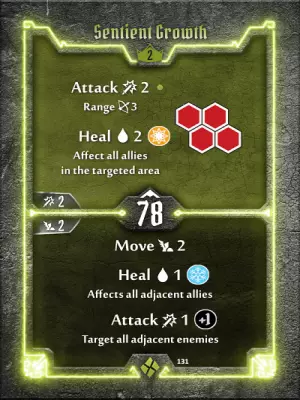 Sentient Growth
2
Attack 2
Range 3
Heal 2
Affect all allies
in the targeted area
2
78
2
Move 2
Heal 1
Affects all adjacent allies
Attack 1 +1
Target all adjacent enemies
131